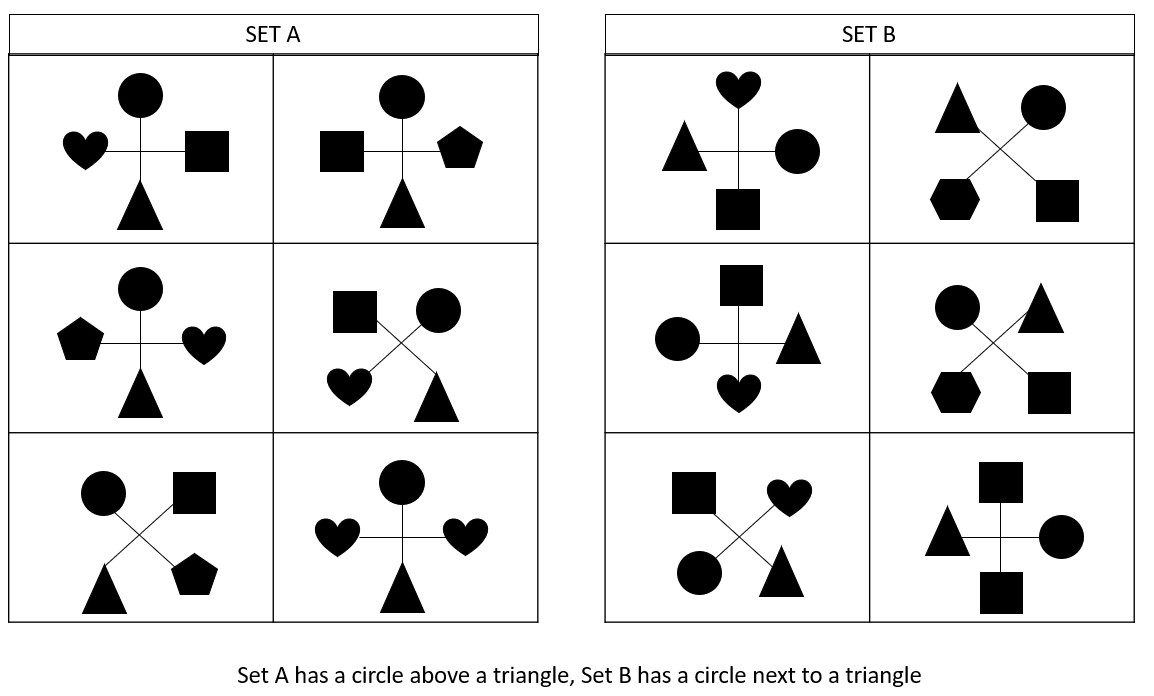 SET A
SET B
Set A has a circle above a triangle, Set B has a circle next to a triangle